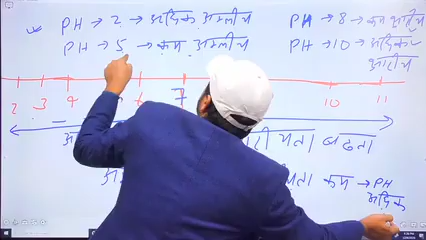 PH → 2 → अधिक अम्लीय
PH → 5 → कम अम्लीय
PH → 8 → कम क्षारीय
PH → 10 → अधिक क्षारीय
2 3 4 6 7 10 11
बढ़ता
कम → PH अधिक